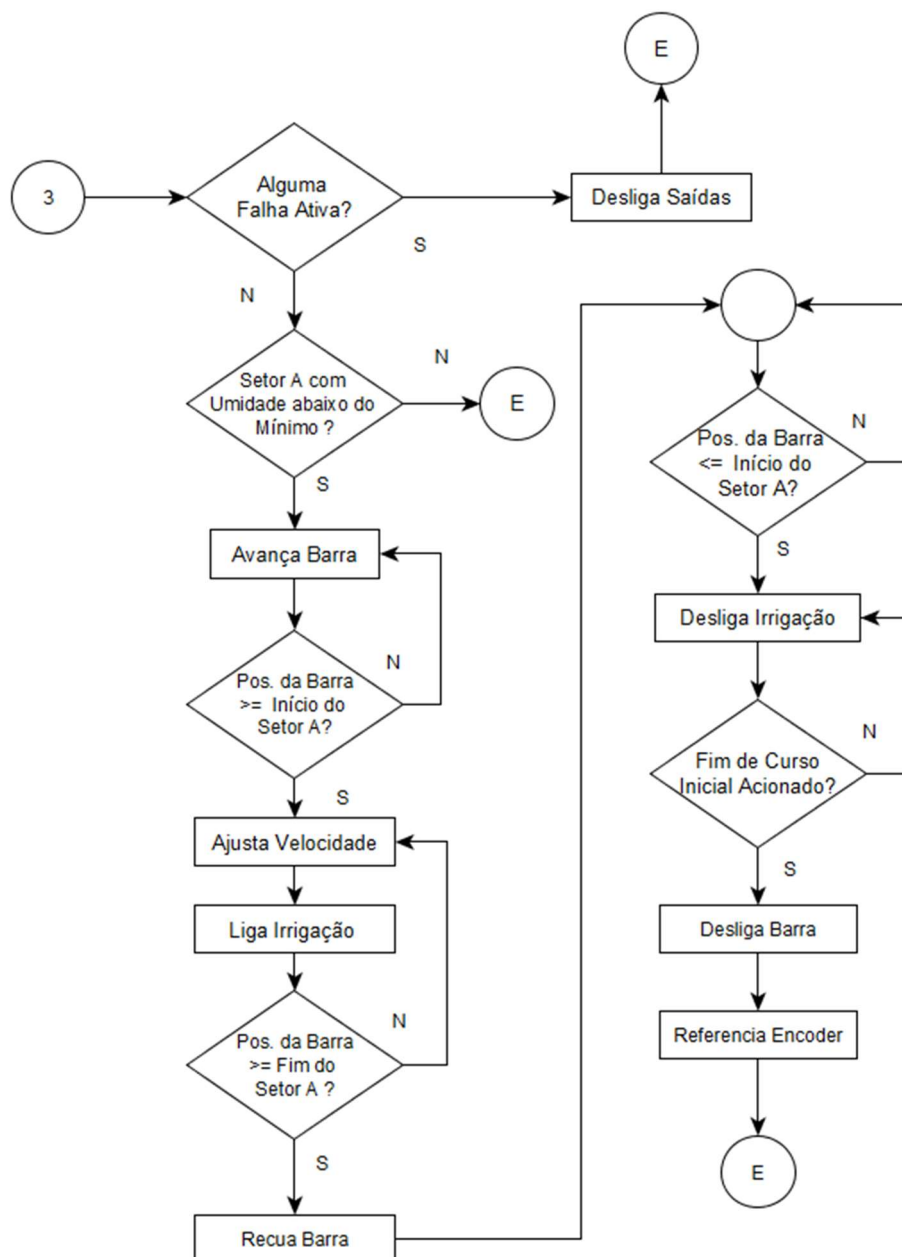 E
3
Alguma
Falha Ativa?
S
Desliga Saídas
N
Setor A com
Umidade abaixo do
Mínimo ?
N
E
S
Avança Barra
Pos. da Barra
>= Início do
Setor A?
N
S
Ajusta Velocidade
Liga Irrigação
Pos. da Barra
>= Fim do
Setor A ?
N
S
Recua Barra
Pos. da Barra
<= Início do
Setor A?
N
S
Desliga Irrigação
Fim de Curso
Inicial Acionado?
N
S
Desliga Barra
Referencia Encoder
E